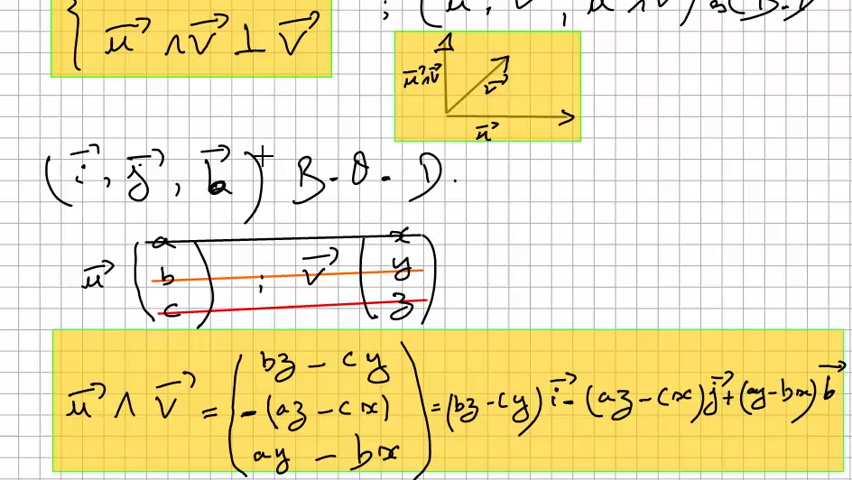 u⃗ ∧ v⃗ ⊥ v⃗
u⃗ ∧ v⃗
v⃗
u⃗
(i⃗, j⃗, k⃗) B-O-D.
u⃗ (a b c) ; v⃗ (x y z)
u⃗ ∧ v⃗ = (bz - cy -(az - cx) ay - bx) = (bz-cy)i⃗ - (az-cx)j⃗ + (ay-bx)k⃗